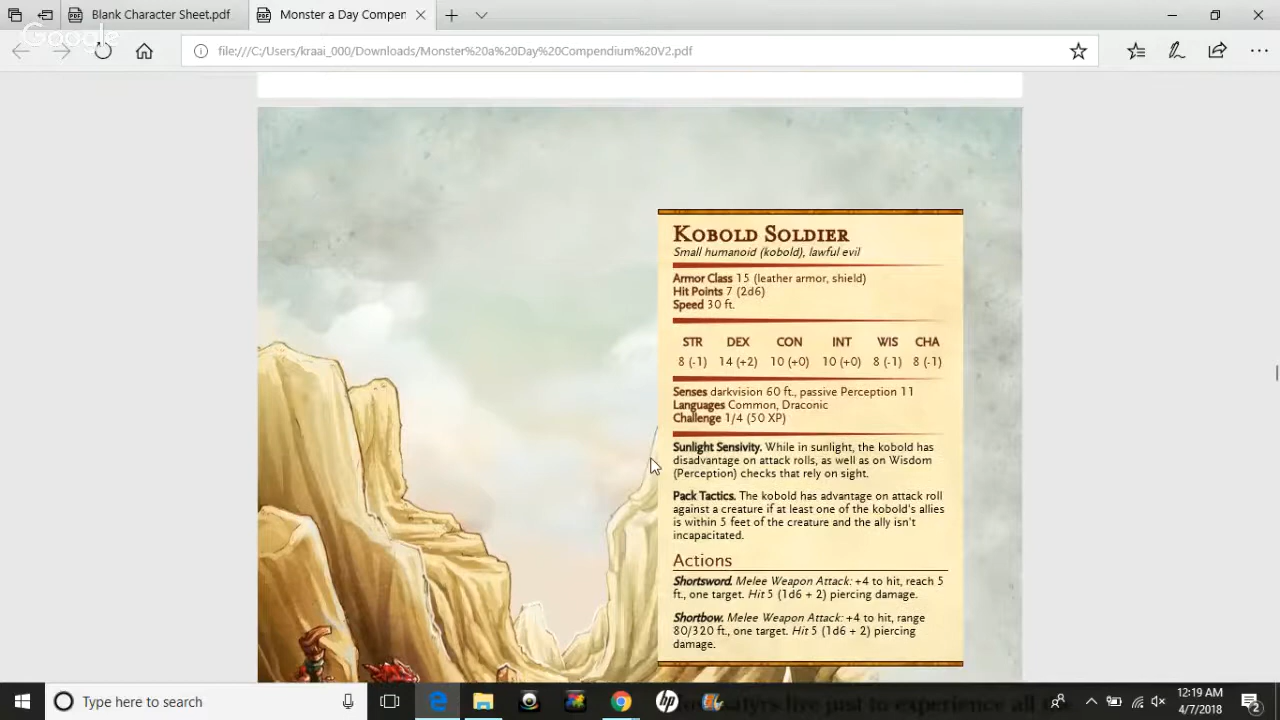 Blank Character Sheet.pdf
Monster a Day Compen
Google
file:///C:/Users/kraai_000/Downloads/Monster%20a%20Day%20Compendium%20V2.pdf
KOBOLD SOLDIER
Small humanoid (kobold), lawful evil
Armor Class 15 (leather armor, shield)
Hit Points 7 (2d6)
Speed 30 ft.
STR DEX CON INT WIS CHA
8 (-1) 14 (+2) 10 (+0) 10 (+0) 8 (-1) 8 (-1)
Senses darkvision 60 ft., passive Perception 11
Languages Common, Draconic
Challenge 1/4 (50 XP)
Sunlight Sensivity. While in sunlight, the kobold has
disadvantage on attack rolls, as well as on Wisdom
(Perception) checks that rely on sight.
Pack Tactics. The kobold has advantage on attack roll
against a creature if at least one of the kobold's allies
is within 5 feet of the creature and the ally isn't
incapacitated.
Actions
Shortsword. Melee Weapon Attack: +4 to hit, reach 5
ft., one target. Hit 5 (1d6 + 2) piercing damage.
Shortbow. Melee Weapon Attack: +4 to hit, range
80/320 ft., one target. Hit 5 (1d6 + 2) piercing
damage.
Type here to search
hp
12:19 AM
4/7/2018
2